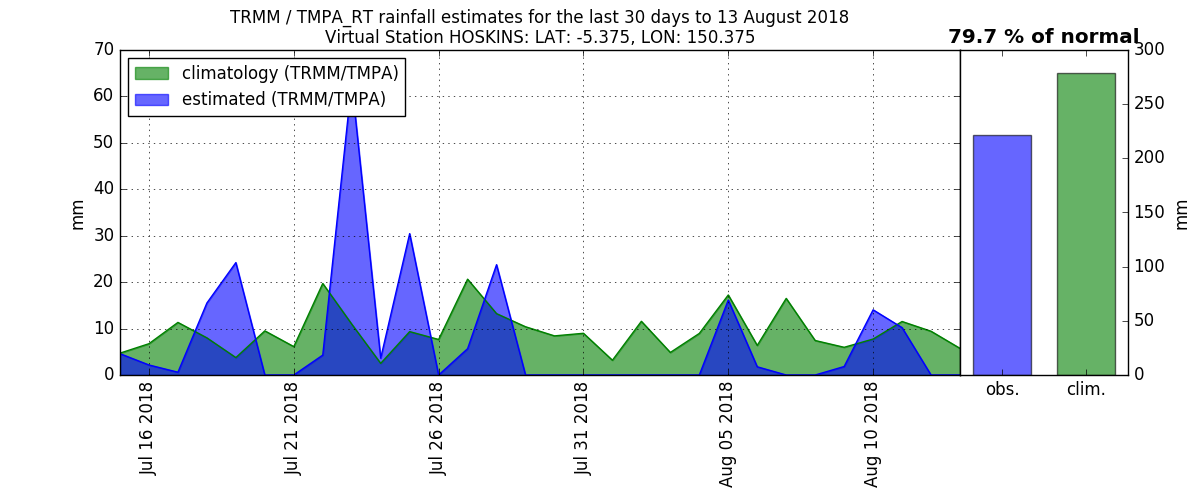 TRMM / TMPA_RT rainfall estimates for the last 30 days to 13 August 2018
Virtual Station HOSKINS: LAT: -5.375, LON: 150.375
79.7 % of normal
climatology (TRMM/TMPA)
estimated (TRMM/TMPA)
70
60
50
40
30
20
10
0
mm
Jul 16 2018
Jul 21 2018
Jul 26 2018
Jul 31 2018
Aug 05 2018
Aug 10 2018
300
250
200
150
100
50
0
mm
obs.
clim.